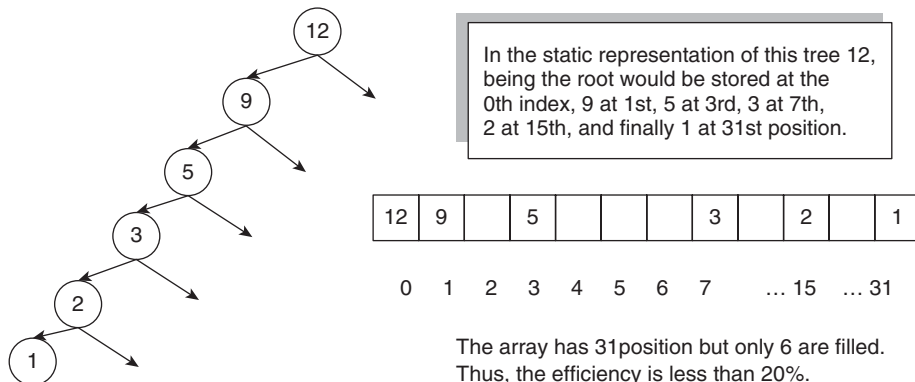 12
9
5
3
2
1
In the static representation of this tree 12,
being the root would be stored at the
0th index, 9 at 1st, 5 at 3rd, 3 at 7th,
2 at 15th, and finally 1 at 31st position.
12 9 5 3 2 1
0 1 2 3 4 5 6 7 ... 15 ... 31
The array has 31position but only 6 are filled.
Thus, the efficiency is less than 20%.